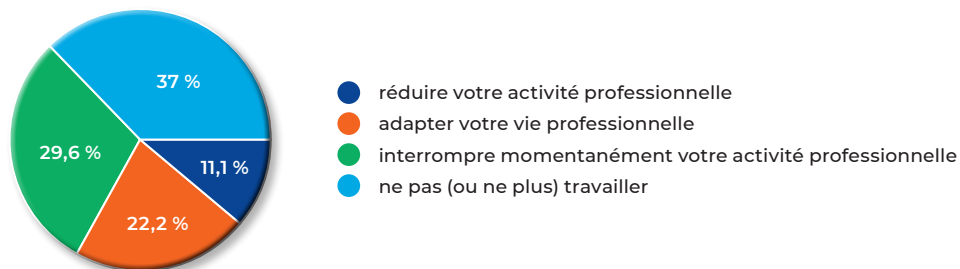 37 %
29,6 %
11,1 %
22,2 %
réduire votre activité professionnelle
adapter votre vie professionnelle
interrompre momentanément votre activité professionnelle
ne pas (ou ne plus) travailler